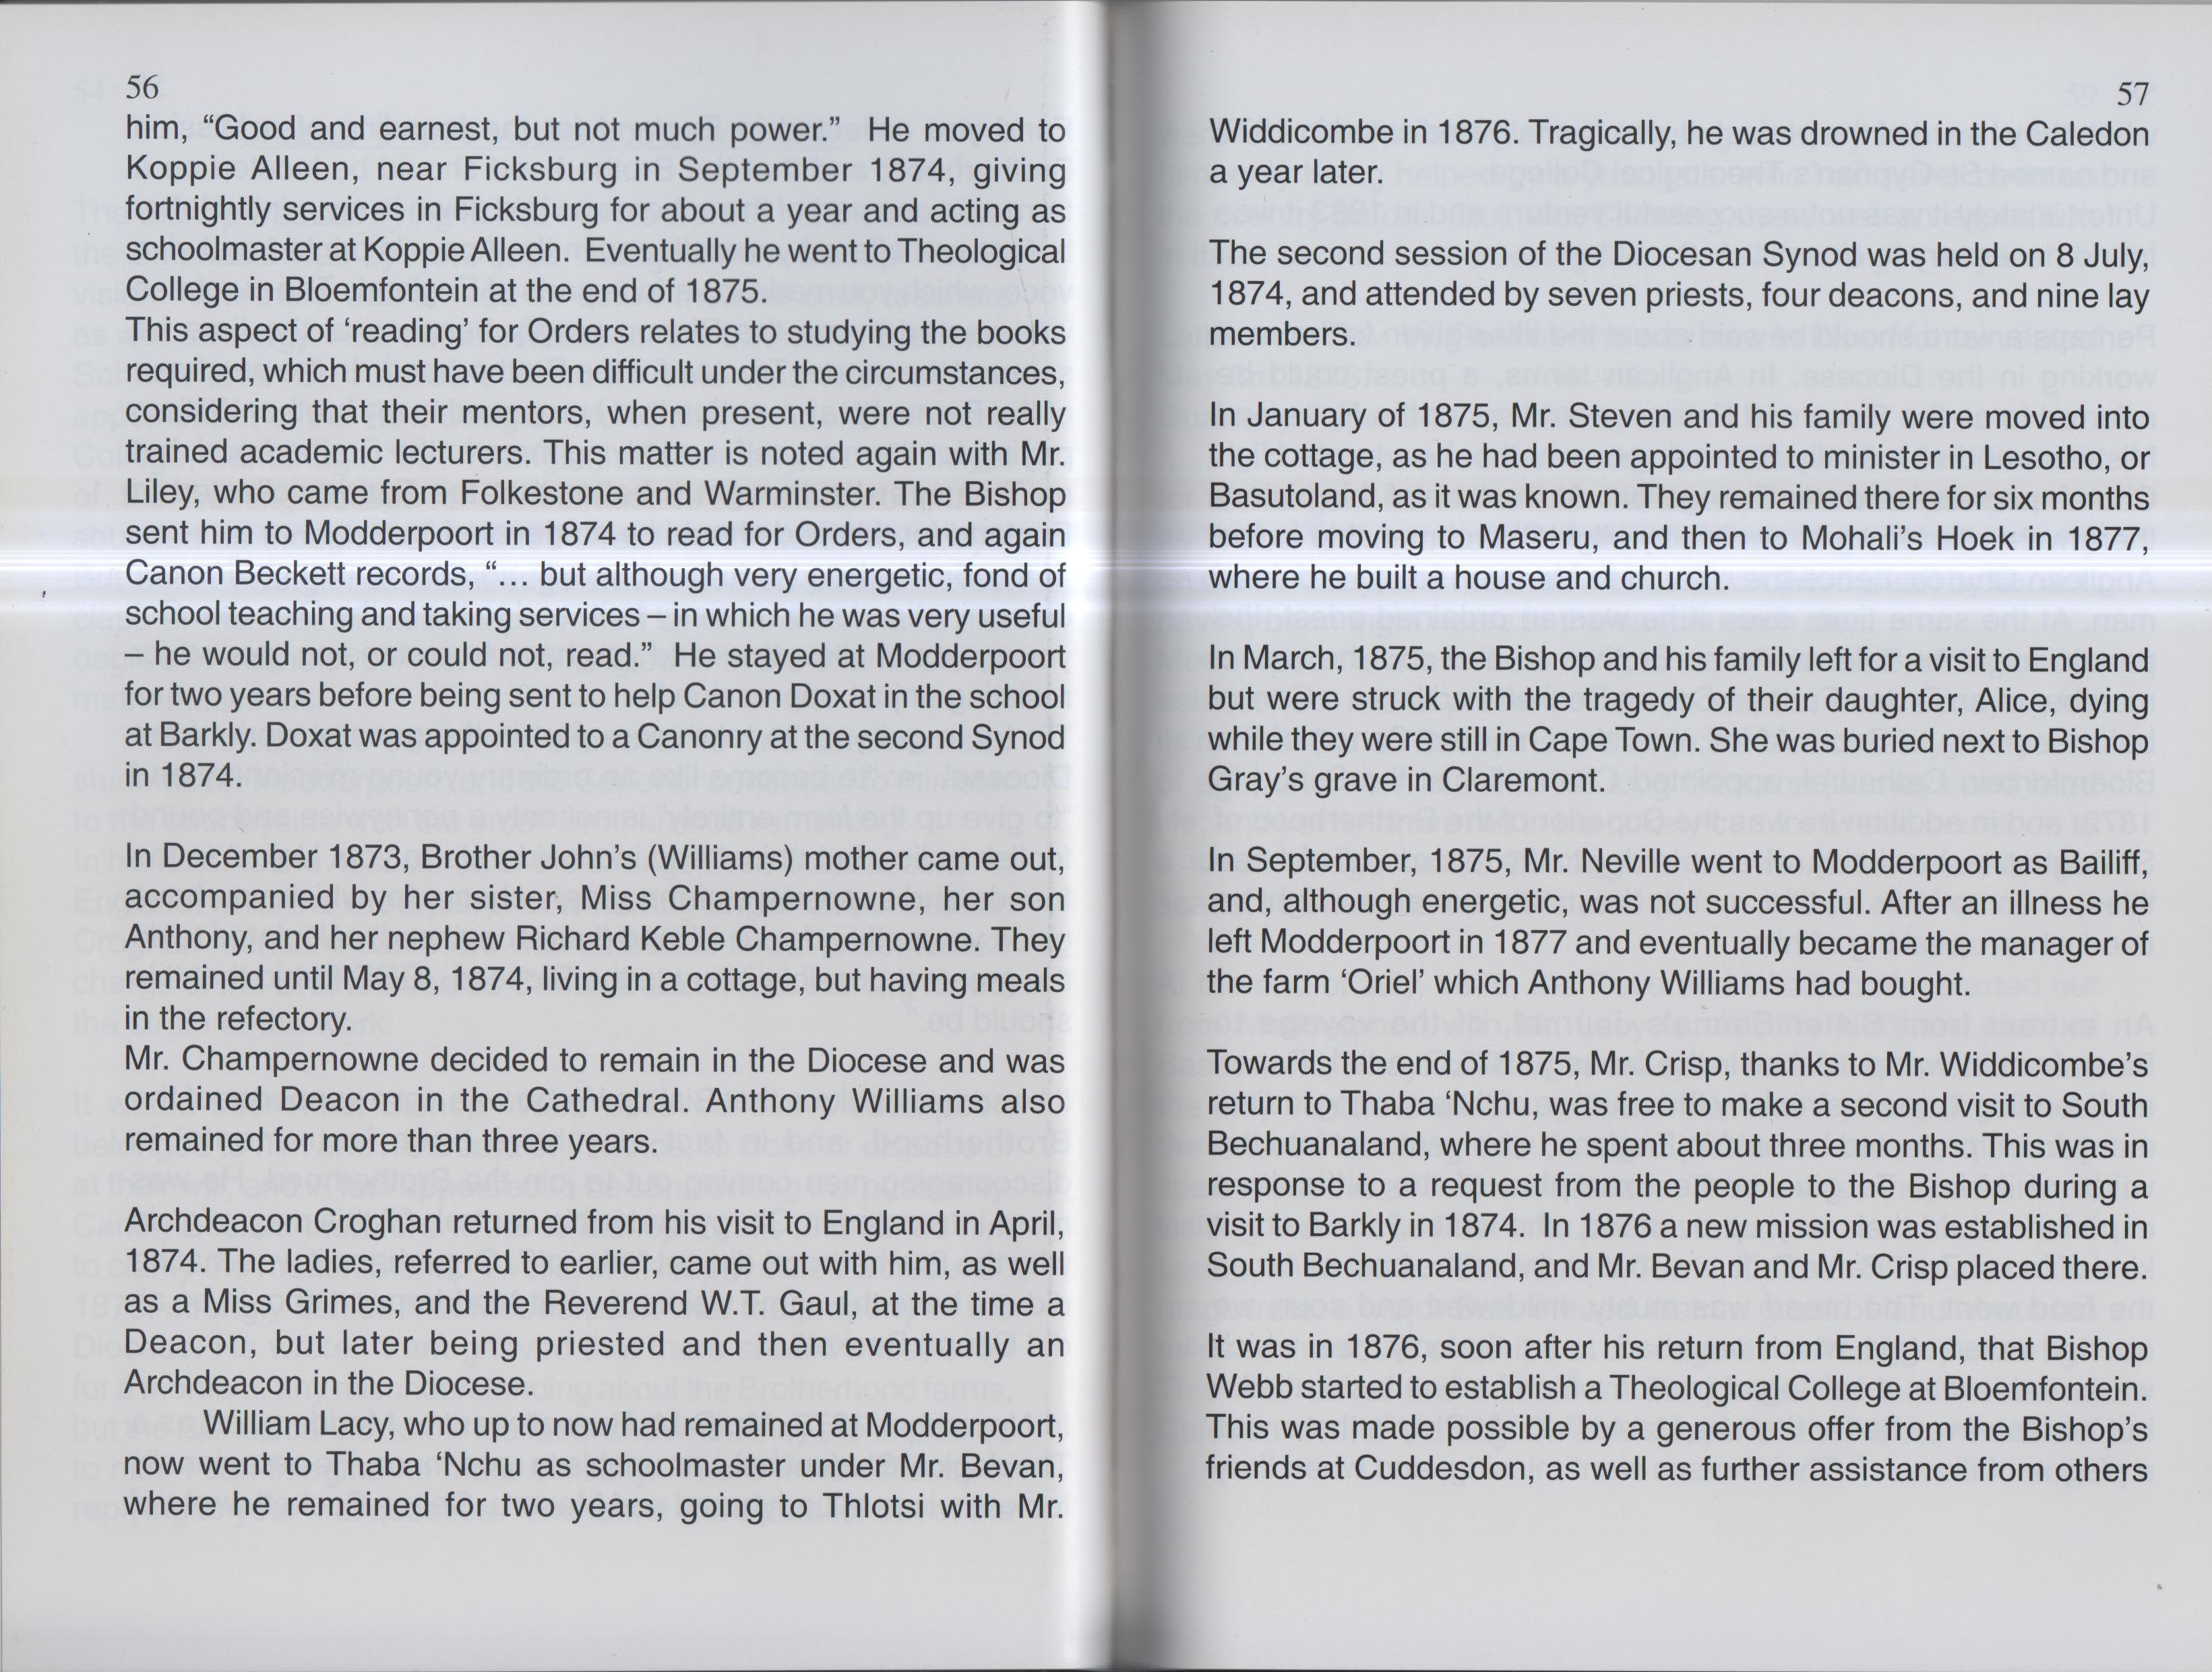 56
him, “Good and earnest, but not much power.”  He moved to
Koppie Alleen, near Ficksburg in September 1874, giving
fortnightly services in Ficksburg for about a year and acting as
schoolmaster at Koppie Alleen. Eventually he went to Theological
College in Bloemfontein at the end of 1875.
This aspect of ‘reading’ for Orders relates to studying the books
required, which must have been difficult under the circumstances,
considering that their mentors, when present, were not really
trained academic lecturers. This matter is noted again with Mr.
Liley, who came from Folkestone and Warminster. The Bishop
sent him to Modderpoort in 1874 to read for Orders, and again
Canon Beckett records, “... but although very energetic, fond of
school teaching and taking services – in which he was very useful
– he would not, or could not, read.”  He stayed at Modderpoort
for two years before being sent to help Canon Doxat in the school
at Barkly. Doxat was appointed to a Canonry at the second Synod
in 1874.
In December 1873, Brother John’s (Williams) mother came out,
accompanied by her sister, Miss Champernowne, her son
Anthony, and her nephew Richard Keble Champernowne. They
remained until May 8, 1874, living in a cottage, but having meals
in the refectory.
Mr. Champernowne decided to remain in the Diocese and was
ordained Deacon in the Cathedral. Anthony Williams also
remained for more than three years.
Archdeacon Croghan returned from his visit to England in April,
1874. The ladies, referred to earlier, came out with him, as well
as a Miss Grimes, and the Reverend W.T. Gaul, at the time a
Deacon, but later being priested and then eventually an
Archdeacon in the Diocese.
William Lacy, who up to now had remained at Modderpoort,
now went to Thaba ‘Nchu as schoolmaster under Mr. Bevan,
where he remained for two years, going to Thlotsi with Mr.
57
Widdicombe in 1876. Tragically, he was drowned in the Caledon
a year later.
The second session of the Diocesan Synod was held on 8 July,
1874, and attended by seven priests, four deacons, and nine lay
members.
In January of 1875, Mr. Steven and his family were moved into
the cottage, as he had been appointed to minister in Lesotho, or
Basutoland, as it was known. They remained there for six months
before moving to Maseru, and then to Mohali’s Hoek in 1877,
where he built a house and church.
In March, 1875, the Bishop and his family left for a visit to England
but were struck with the tragedy of their daughter, Alice, dying
while they were still in Cape Town. She was buried next to Bishop
Gray’s grave in Claremont.
In September, 1875, Mr. Neville went to Modderpoort as Bailiff,
and, although energetic, was not successful. After an illness he
left Modderpoort in 1877 and eventually became the manager of
the farm ‘Oriel’ which Anthony Williams had bought.
Towards the end of 1875, Mr. Crisp, thanks to Mr. Widdicombe’s
return to Thaba ‘Nchu, was free to make a second visit to South
Bechuanaland, where he spent about three months. This was in
response to a request from the people to the Bishop during a
visit to Barkly in 1874.  In 1876 a new mission was established in
South Bechuanaland, and Mr. Bevan and Mr. Crisp placed there.
It was in 1876, soon after his return from England, that Bishop
Webb started to establish a Theological College at Bloemfontein.
This was made possible by a generous offer from the Bishop’s
friends at Cuddesdon, as well as further assistance from others